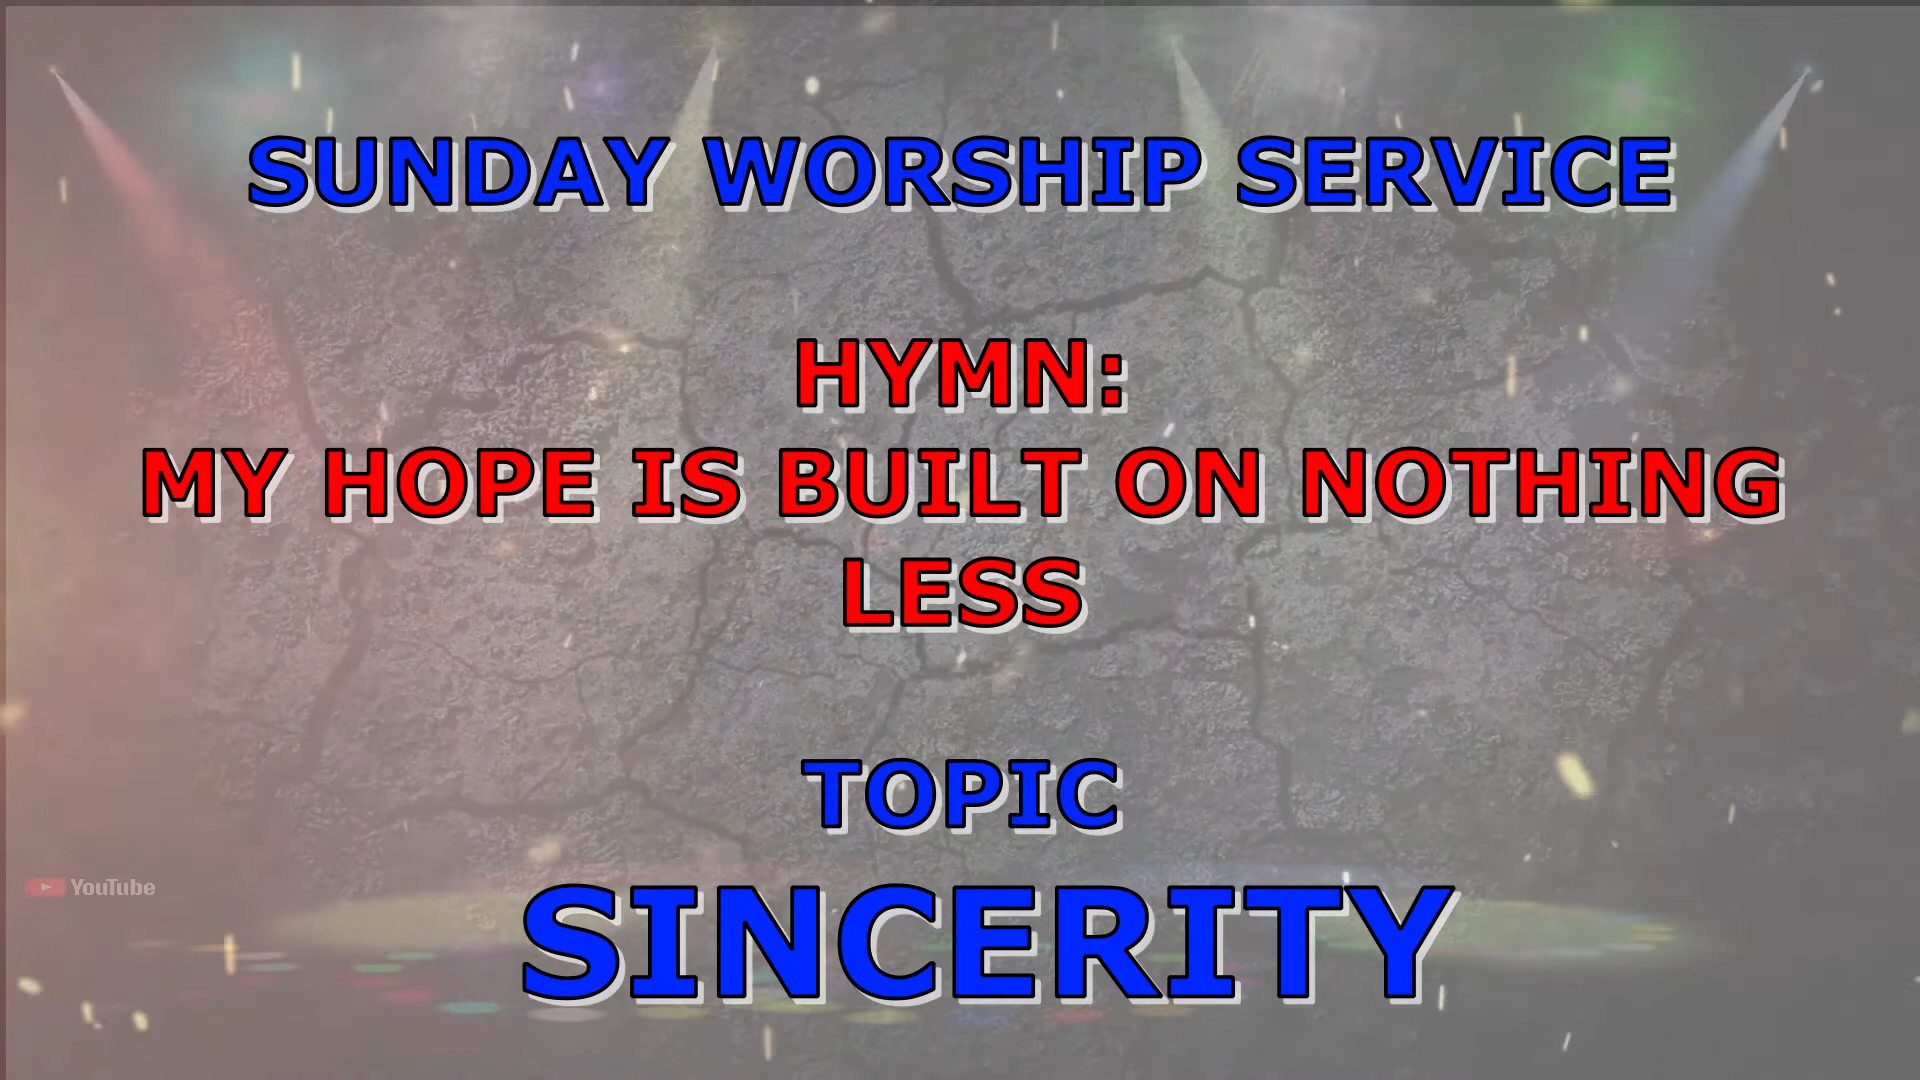 SUNDAY WORSHIP SERVICE
HYMN:
MY HOPE IS BUILT ON NOTHING
LESS
TOPIC
YouTube
SINCERITY